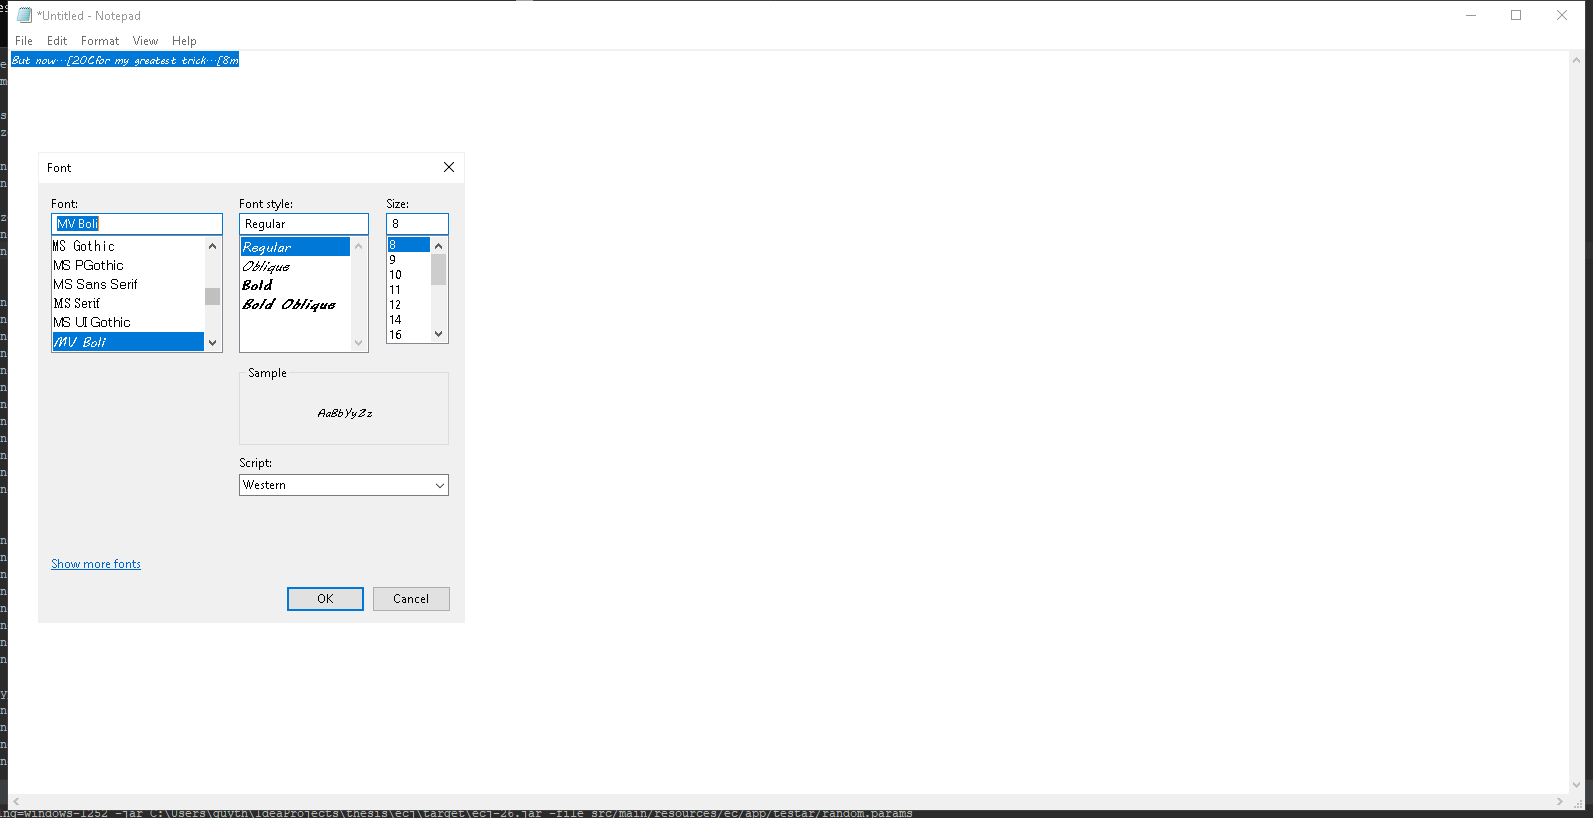 *Untitled - Notepad
File Edit Format View Help
But now...[20Cfor my greatest trick...[8m
Font
Font: Font style: Size:
MV Boli Regular 8
MS Gothic Regular 8
MS PGothic Oblique 9
MS Sans Serif Bold 10
MS Serif Bold Oblique 11
MS UI Gothic 12
MV Boli 14
16
Sample
AaBbYyZz
Script:
Western
Show more fonts
OK Cancel
ing=windows-1252 -jar C:\Users\guyth\IdeaProjects\thesis\ecj\target\ecj-26.jar -file src/main/resources/ec/app/testar/random.params